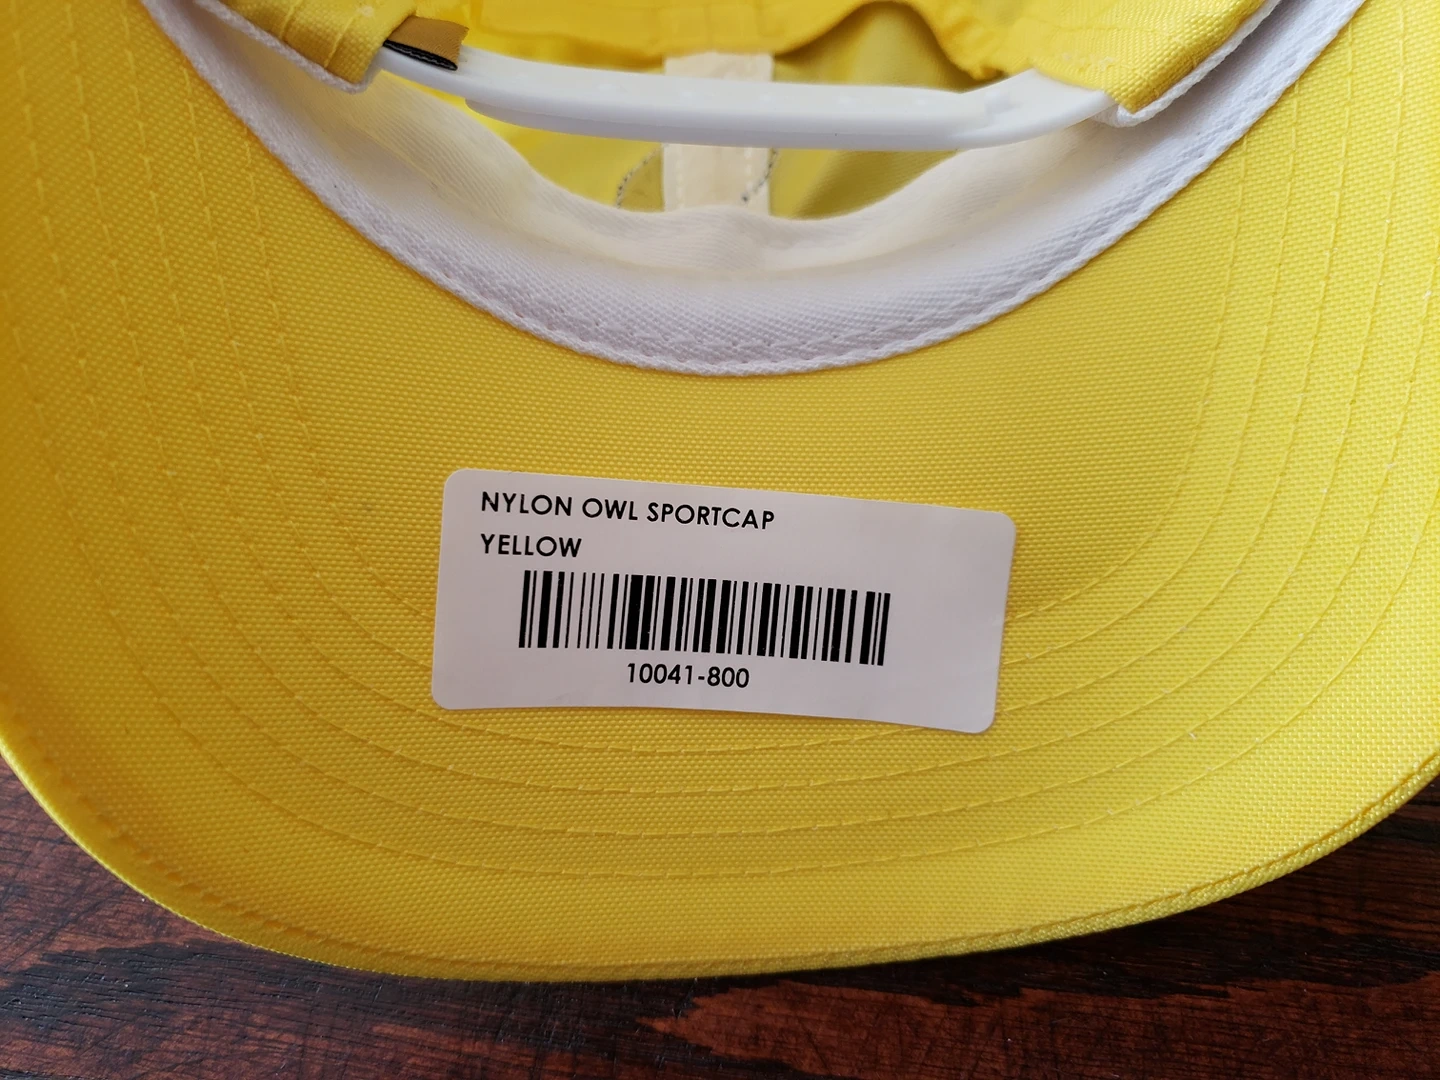 NYLON OWL SPORTCAP
YELLOW
10041-800